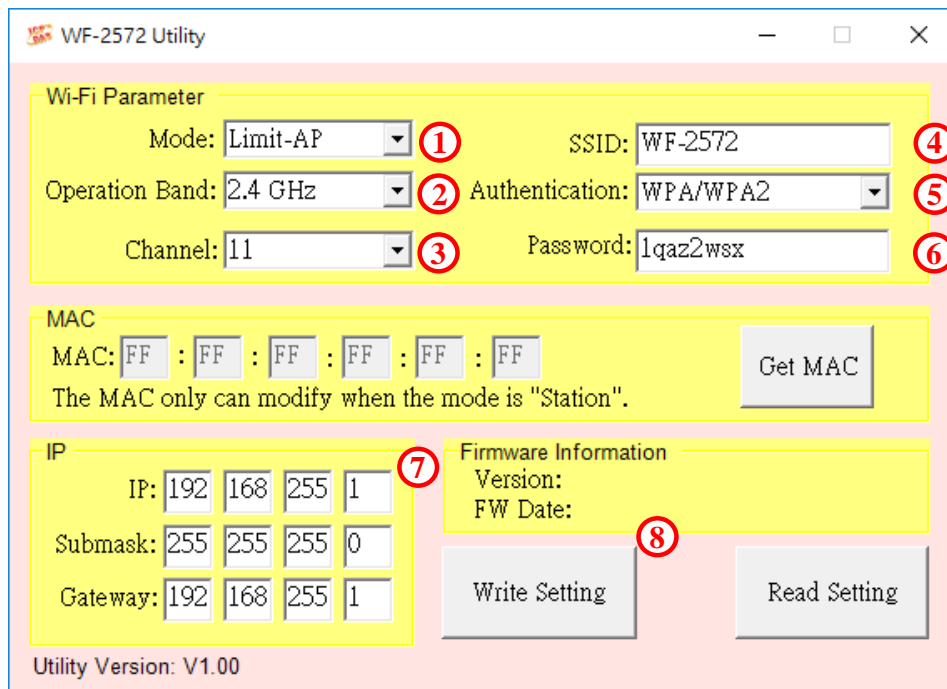 WF-2572 Utility
Wi-Fi Parameter
Mode: Limit-AP ① SSID: WF-2572 ④
Operation Band: 2.4 GHz ② Authentication: WPA/WPA2 ⑤
Channel: 11 ③ Password: 1qaz2wsx ⑥
MAC
MAC: FF : FF : FF : FF : FF : FF
Get MAC
The MAC only can modify when the mode is "Station".
IP ⑦
IP: 192 168 255 1
Submask: 255 255 255 0
Gateway: 192 168 255 1
Firmware Information
Version:
FW Date:
⑧
Write Setting Read Setting
Utility Version: V1.00